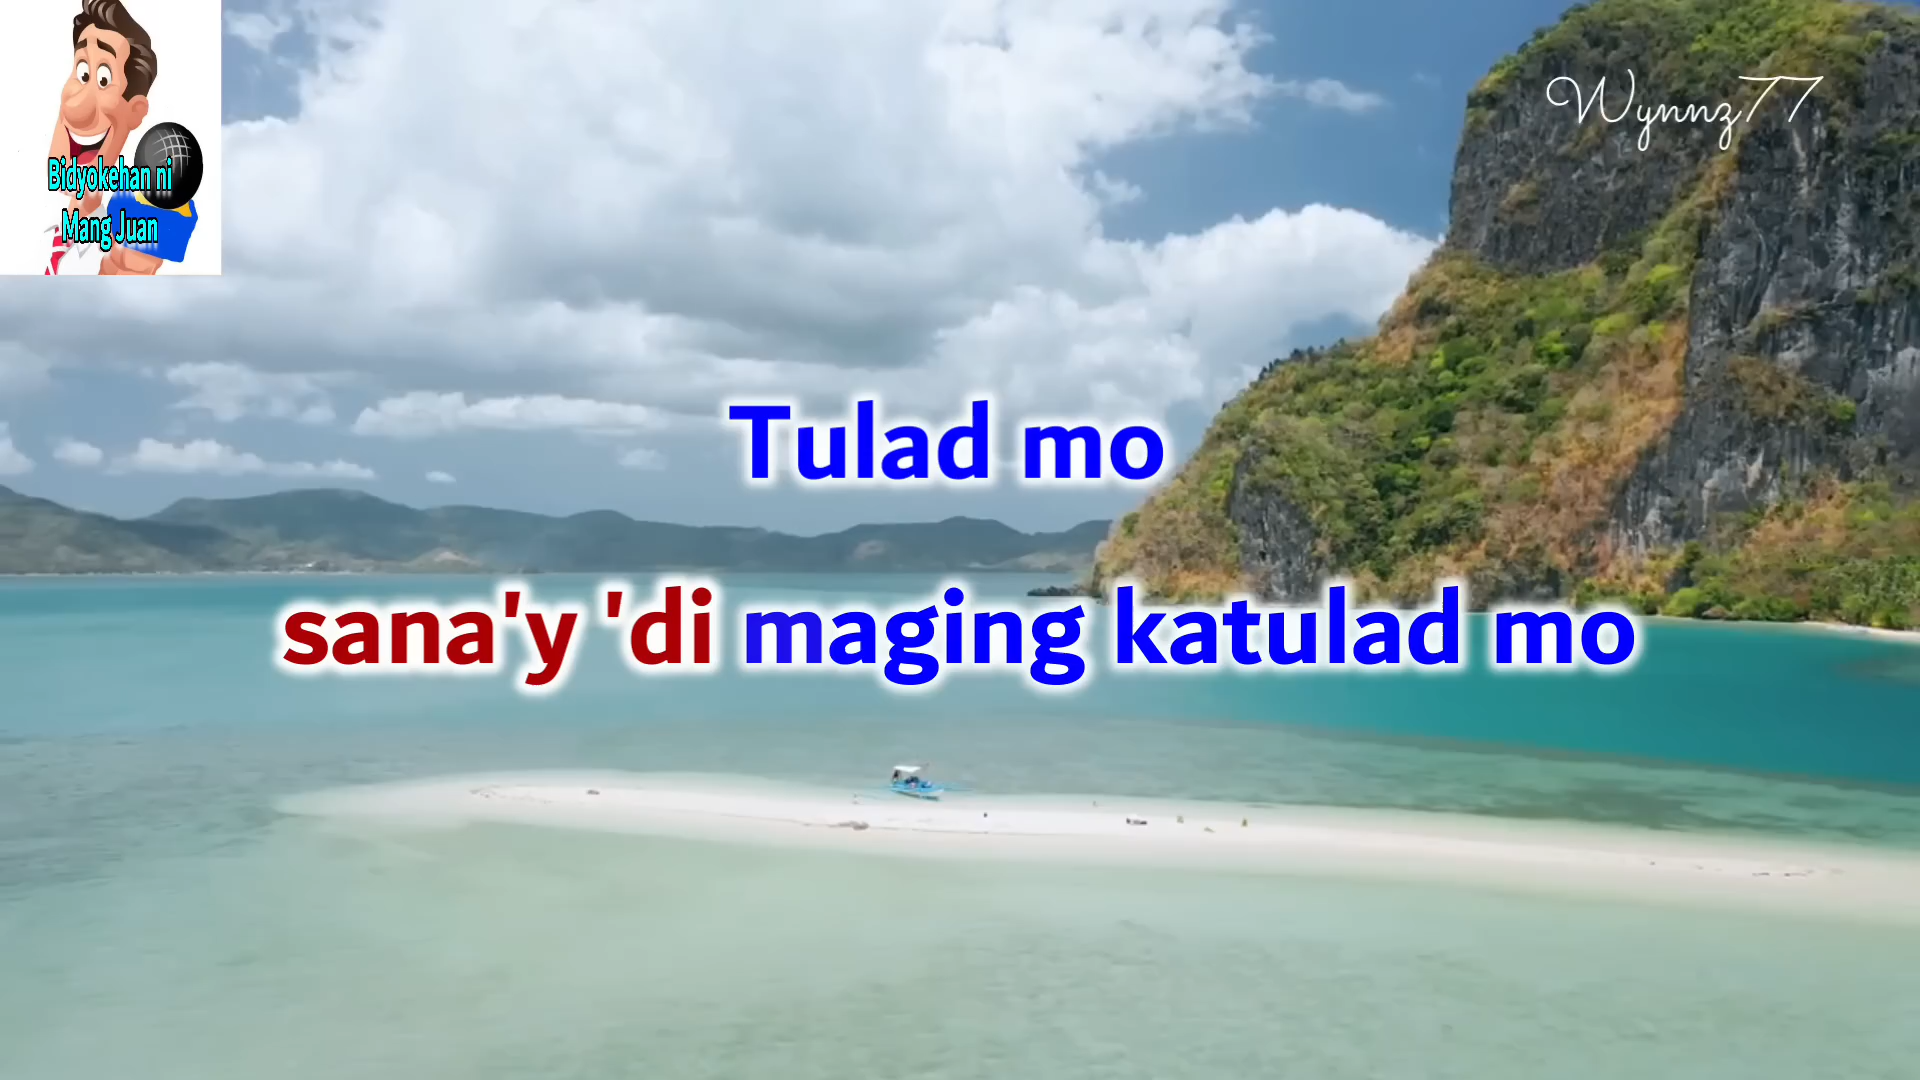 Bidyokehan ni
Mang Juan
Wynnz77
Tulad mo
sana'y 'di maging katulad mo